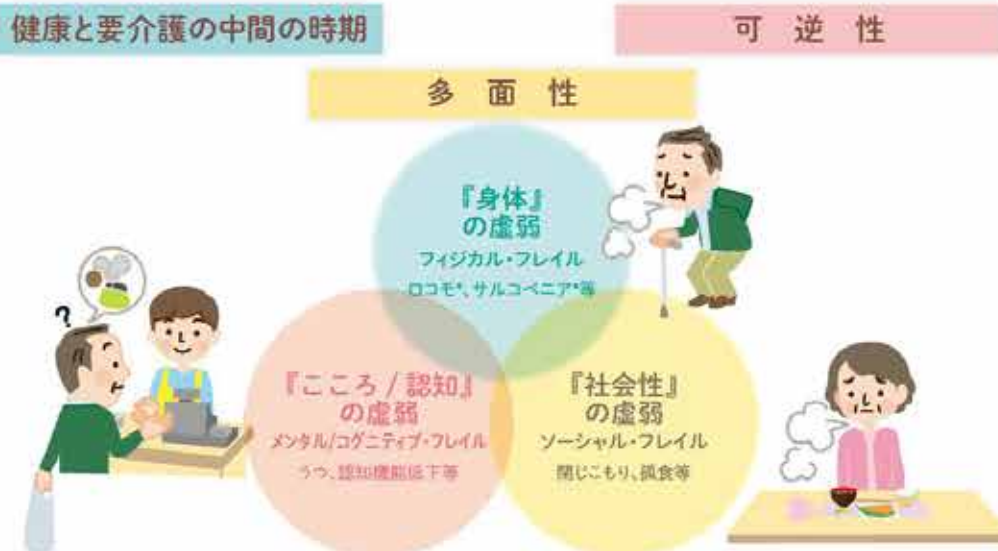 健康と要介護の中間の時期
可逆性
多面性
『身体』
の虚弱
フィジカル・フレイル
ロコモ*、サルコペニア*等
?
『こころ/認知』
の虚弱
メンタル/コグニティブ・フレイル
うつ、認知機能低下等
『社会性』
の虚弱
ソーシャル・フレイル
閉じこもり、孤食等